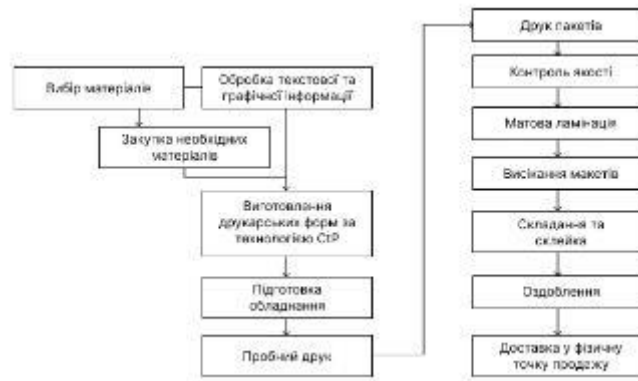 Вибір матеріалів
Обробка текстової та
графічної інформації
Закупка необхідних
матеріалів
Виготовлення
друкарських форм за
технологією CtP
Підготовка
обладнання
Пробний друк
Друк пакетів
Контроль якості
Матова ламінація
Висікання макетів
Складання та
склейка
Оздоблення
Доставка у фізичну
точку продажу